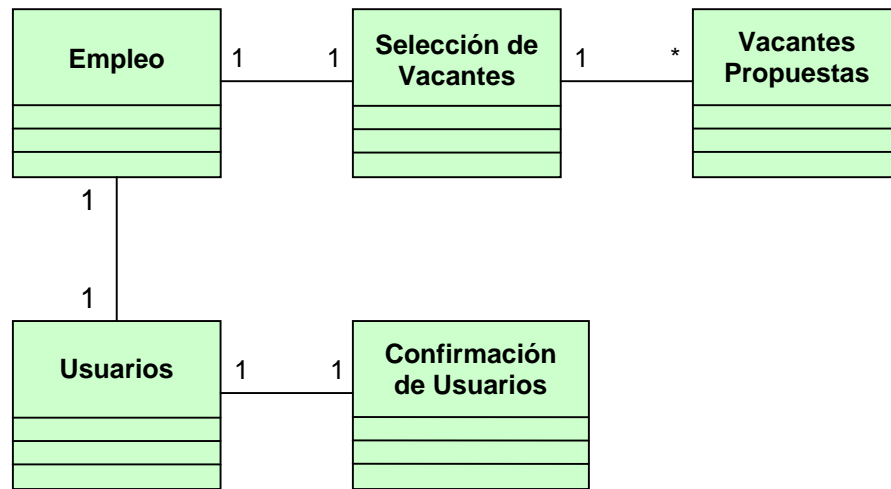 Empleo
1
1
Selección de
Vacantes
1
*
Vacantes
Propuestas
1
1
Usuarios
1
1
Confirmación
de Usuarios